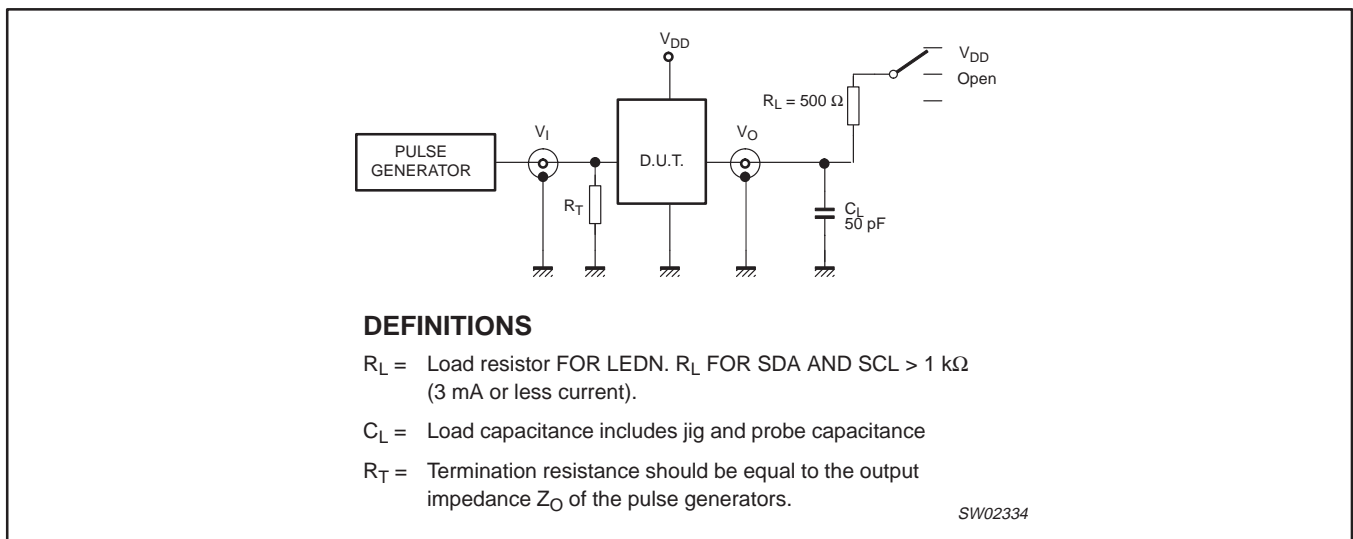 V_DD
V_DD
Open
R_L = 500 Ω
V_I
V_O
PULSE
GENERATOR
D.U.T.
R_T
C_L
50 pF
DEFINITIONS
R_L = Load resistor FOR LEDN. R_L FOR SDA AND SCL > 1 kΩ
(3 mA or less current).
C_L = Load capacitance includes jig and probe capacitance
R_T = Termination resistance should be equal to the output
impedance Z_O of the pulse generators.
SW02334